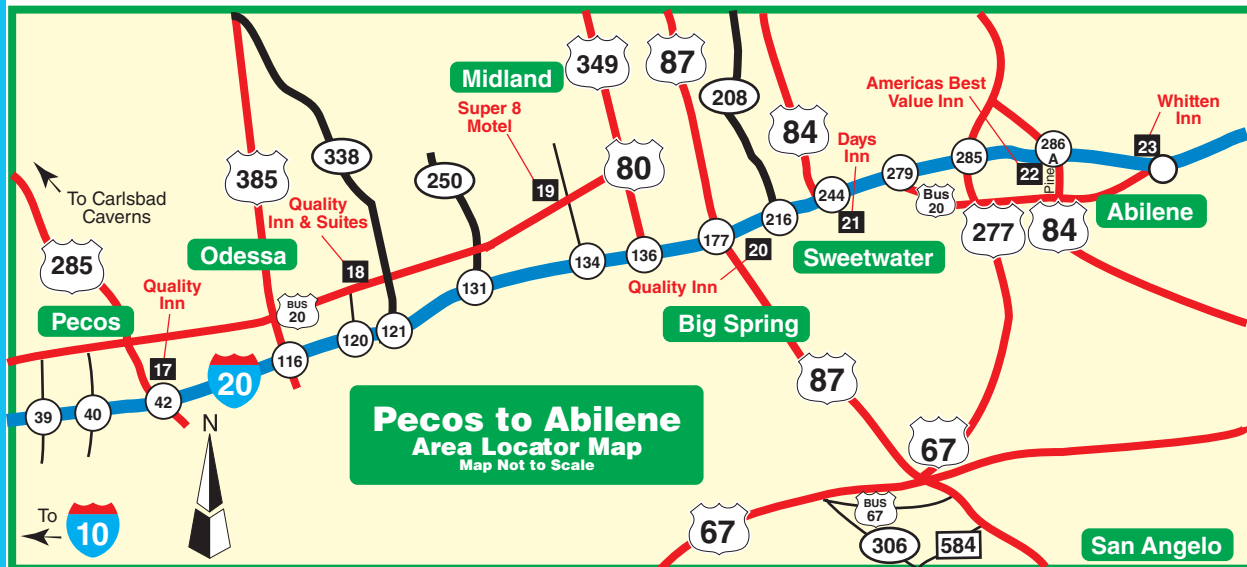 Midland
349
87
208
84
Americas Best
Value Inn
Whitten
Inn
Super 8
Motel
338
80
Days
Inn
285
286
A
23
385
250
19
279
22
Pine
To Carlsbad
Caverns
Quality
Inn & Suites
244
Bus
20
Abilene
216
21
285
Odessa
18
177
20
277
84
134
136
Sweetwater
Quality
Inn
131
Quality Inn
BUS
20
Pecos
121
Big Spring
120
116
17
20
87
42
39
40
N
Pecos to Abilene
Area Locator Map
Map Not to Scale
67
To
10
67
BUS
67
306
584
San Angelo